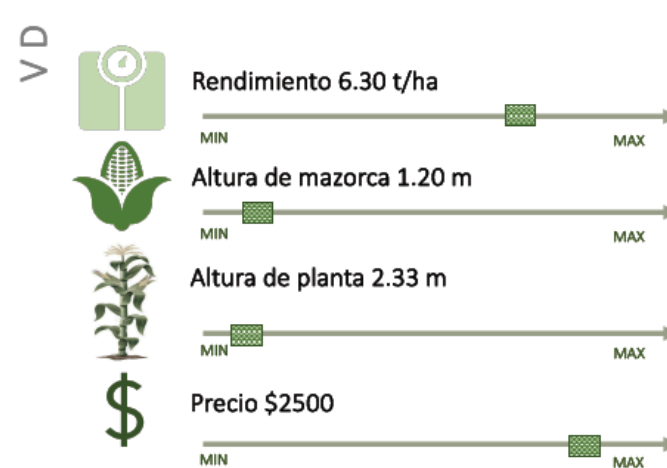 V D
Rendimiento 6.30 t/ha
MIN
MAX
Altura de mazorca 1.20 m
MIN
MAX
Altura de planta 2.33 m
MIN
MAX
$
Precio $2500
MIN
MAX